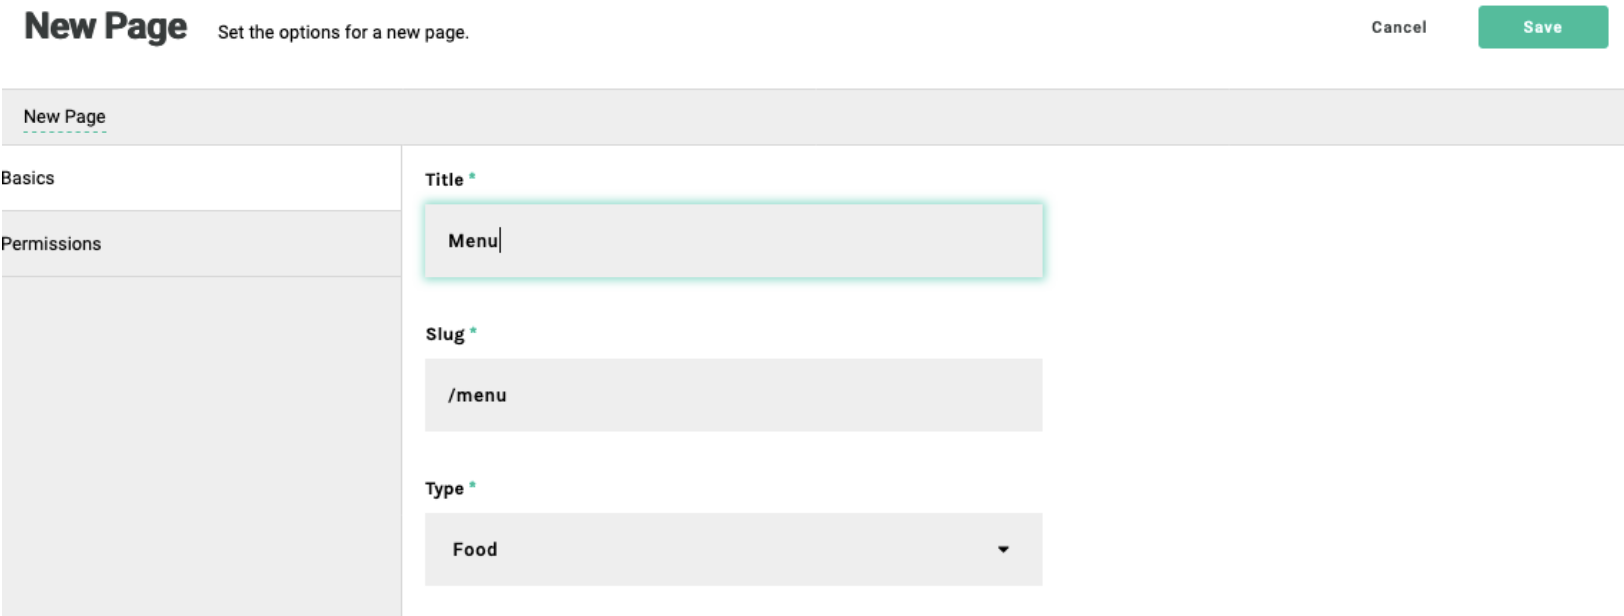 New Page Set the options for a new page. Cancel Save
New Page
Basics
Permissions
Title *
Menu
Slug *
/menu
Type *
Food